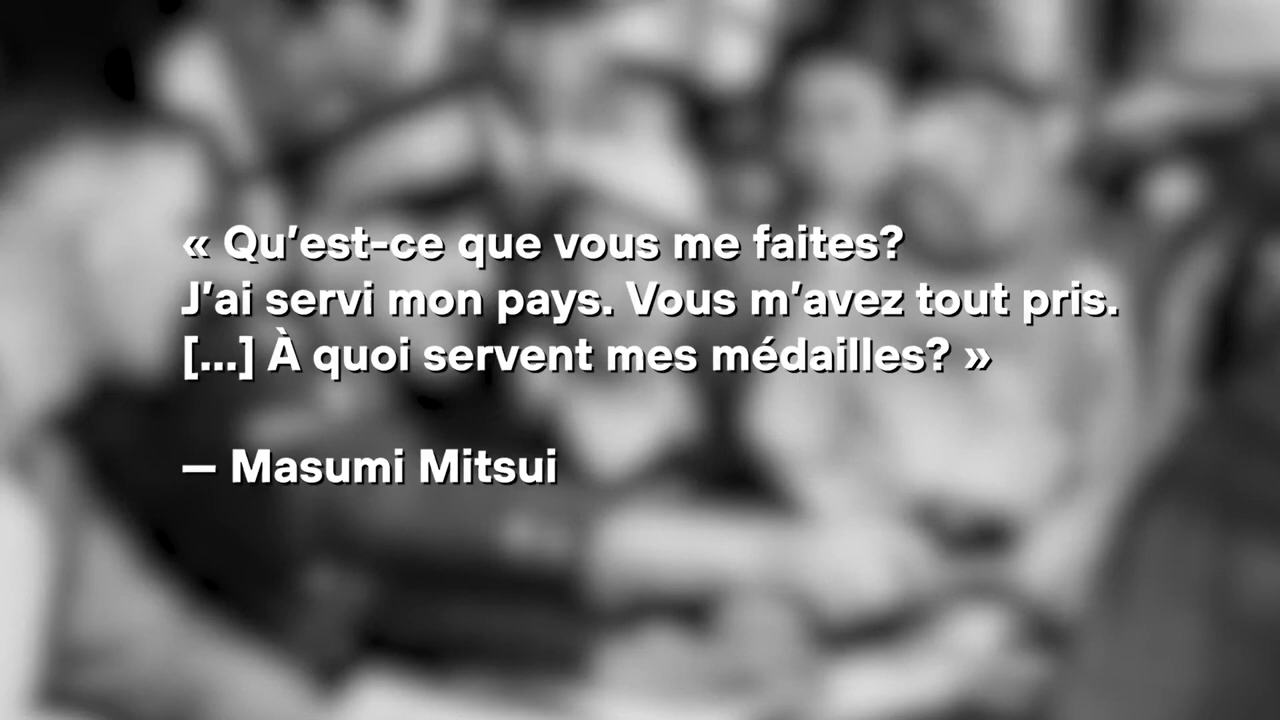 « Qu’est-ce que vous me faites?
J’ai servi mon pays. Vous m’avez tout pris.
[...] À quoi servent mes médailles? »
— Masumi Mitsui